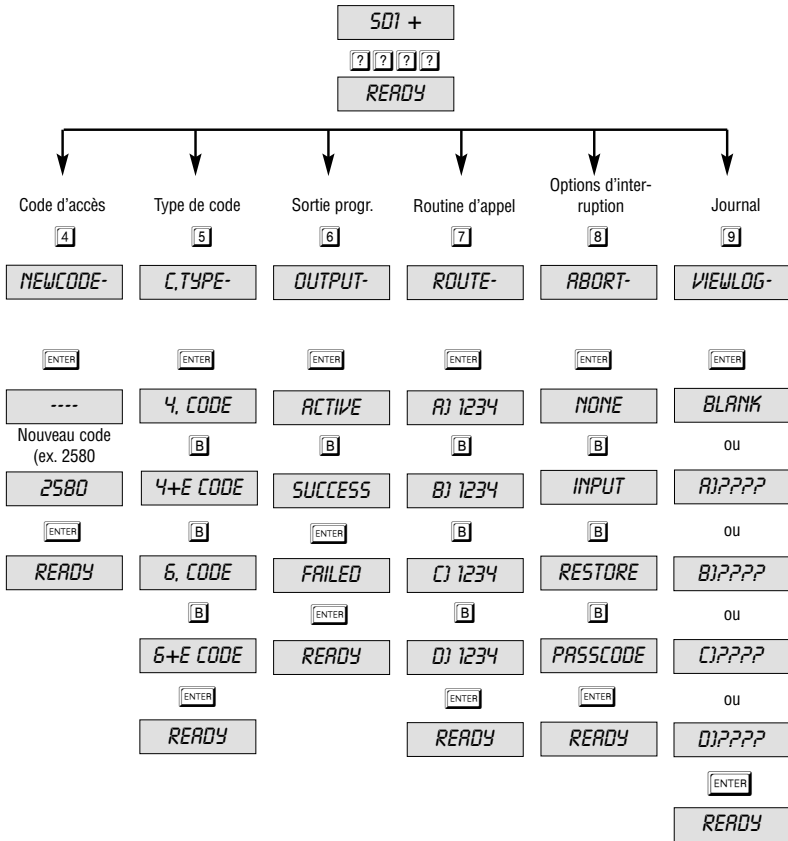 SD1 +
? ? ? ?
READY
Code d'accès Type de code Sortie progr. Routine d'appel Options d'inter-
ruption Journal
4 5 6 7 8 9
NEWCODE- C,TYPE- OUTPUT- ROUTE- ABORT- VIEWLOG-
ENTER ENTER ENTER ENTER ENTER ENTER
---- 4, CODE ACTIVE A) 1234 NONE BLANK
Nouveau code
(ex. 2580 B B B B ou
2580 4+E CODE SUCCESS B) 1234 INPUT A)????
ENTER B ENTER B B ou
READY 6, CODE FAILED C) 1234 RESTORE B)????
B ENTER B B ou
6+E CODE READY D) 1234 PASSCODE C)????
ENTER ENTER ENTER ou
READY READY READY D)????
ENTER
READY